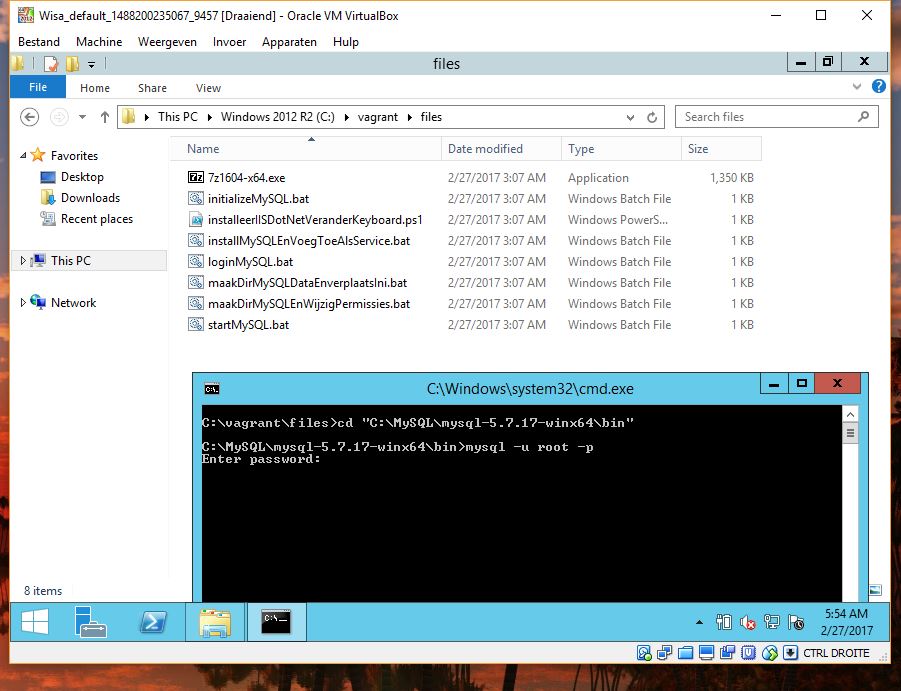 Wisa_default_1488200235067_9457 [Draaiend] - Oracle VM VirtualBox
Bestand Machine Weergeven Invoer Apparaten Hulp
files
File Home Share View
This PC Windows 2012 R2 (C:) vagrant files
Search files
Name Date modified Type Size
Favorites
Desktop
Downloads
Recent places
This PC
Network
7z1604-x64.exe 2/27/2017 3:07 AM Application 1,350 KB
initializeMySQL.bat 2/27/2017 3:07 AM Windows Batch File 1 KB
installeerIISDotNetVeranderKeyboard.ps1 2/27/2017 3:07 AM Windows PowerS... 1 KB
installMySQLEnVoegToeAlsService.bat 2/27/2017 3:07 AM Windows Batch File 1 KB
loginMySQL.bat 2/27/2017 3:07 AM Windows Batch File 1 KB
maakDirMySQLDataEnverplaatsIni.bat 2/27/2017 3:07 AM Windows Batch File 1 KB
maakDirMySQLEnWijzigPermissies.bat 2/27/2017 3:07 AM Windows Batch File 1 KB
startMySQL.bat 2/27/2017 3:07 AM Windows Batch File 1 KB
C:\Windows\system32\cmd.exe
C:\vagrant\files>cd "C:\MySQL\mysql-5.7.17-winx64\bin"
C:\MySQL\mysql-5.7.17-winx64\bin>mysql -u root -p
Enter password:
8 items
5:54 AM
2/27/2017
CTRL DROITE